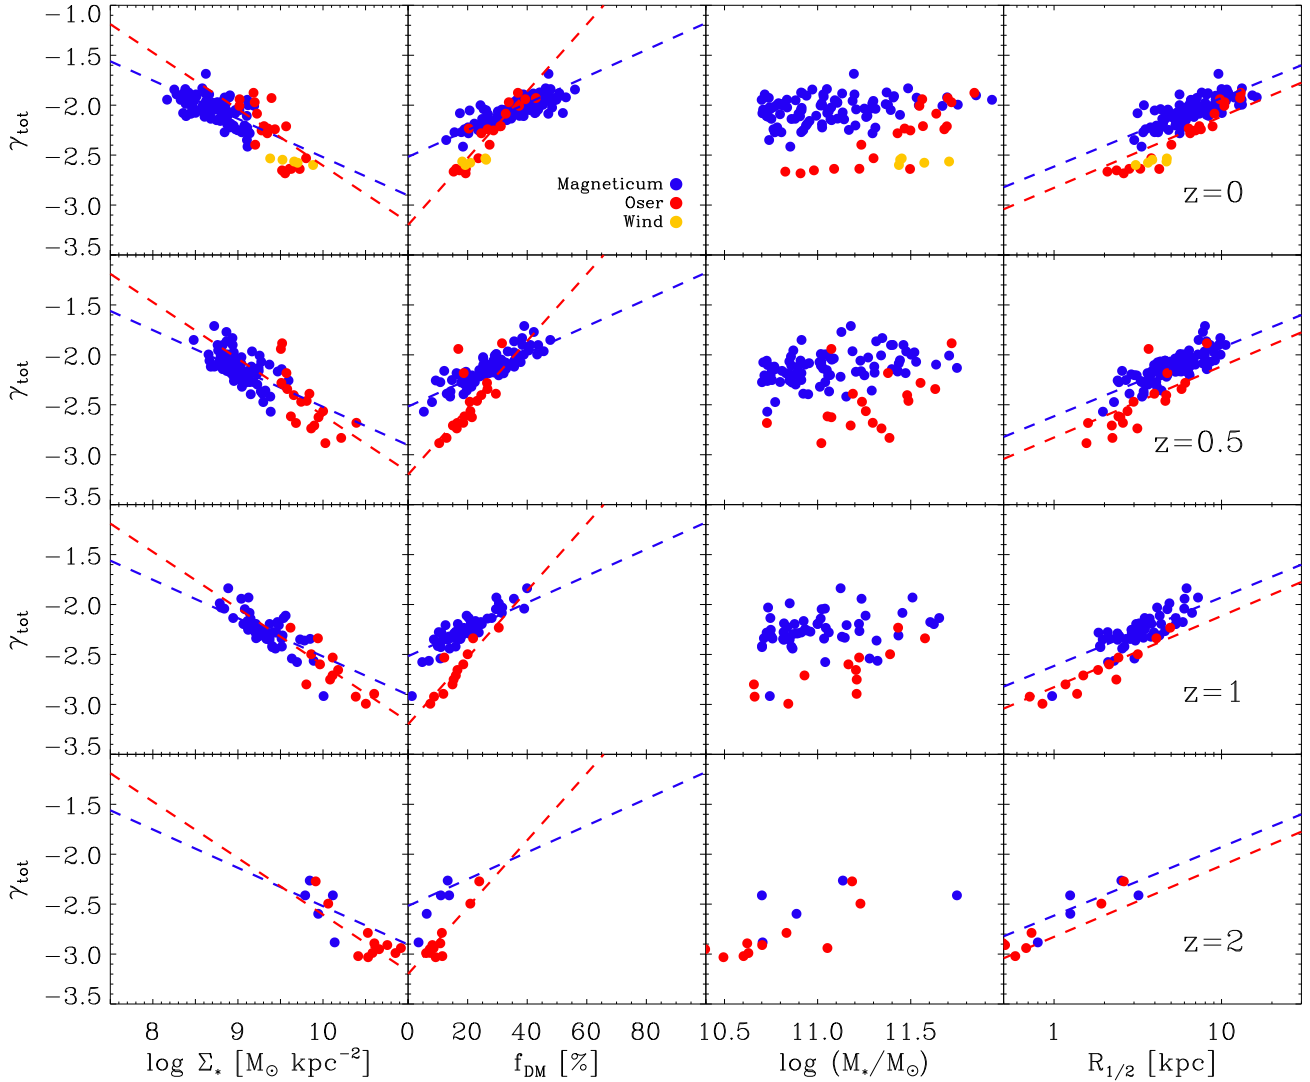 −1.0
−1.5
−2.0
−2.5
−3.0
−3.5
γtot
Magneticum
Oser
Wind
z=0
−1.5
−2.0
−2.5
−3.0
−3.5
γtot
z=0.5
−1.5
−2.0
−2.5
−3.0
−3.5
γtot
z=1
−1.5
−2.0
−2.5
−3.0
−3.5
γtot
z=2
8 9 10 0 20 40 60 80 10.5 11.0 11.5 1 10
log Σ* [M⊙ kpc−2] fDM [%] log (M*/M⊙) R1/2 [kpc]